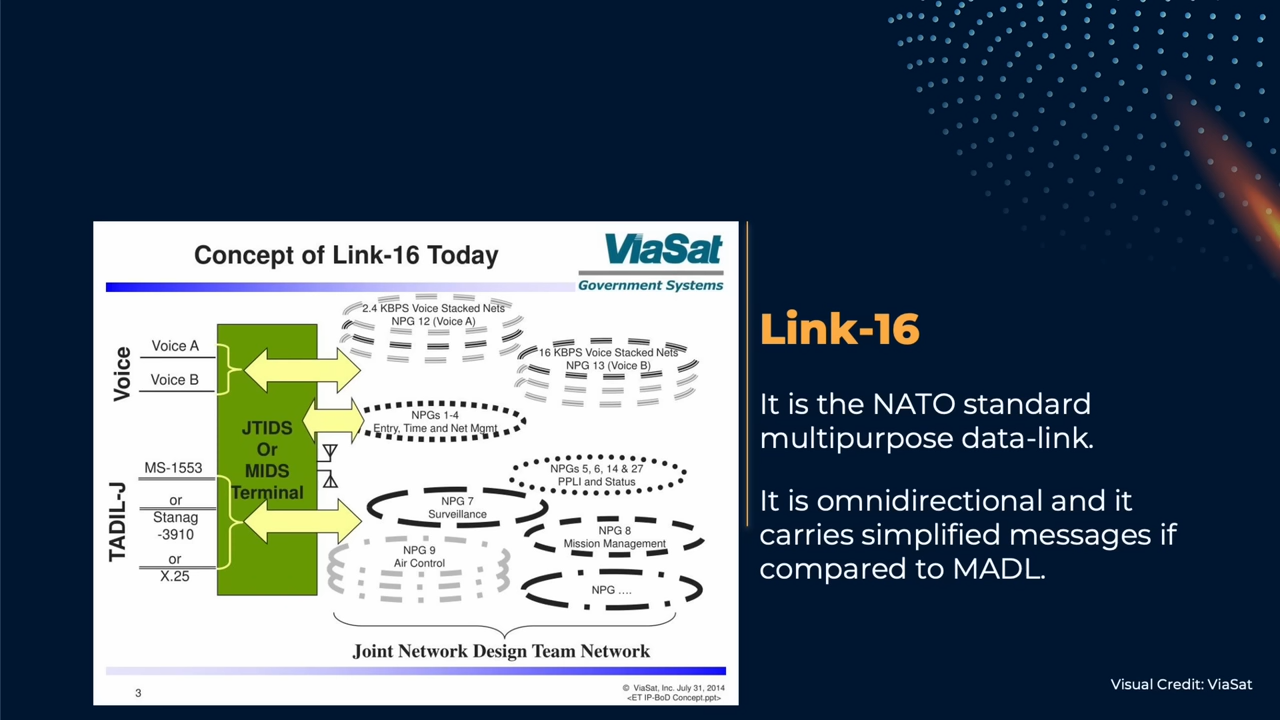 Concept of Link-16 Today
ViaSat
Government Systems
Voice
Voice A
Voice B
TADIL-J
MS-1553
or
Stanag
-3910
or
X.25
JTIDS
Or
MIDS
Terminal
2.4 KBPS Voice Stacked Nets
NPG 12 (Voice A)
16 KBPS Voice Stacked Nets
NPG 13 (Voice B)
NPGs 1-4
Entry, Time and Net Mgmt
NPGs 5, 6, 14 & 27
PPLI and Status
NPG 7
Surveillance
NPG 8
Mission Management
NPG 9
Air Control
NPG ....
Joint Network Design Team Network
3
© ViaSat, Inc. July 31, 2014
<ET IP-BoD Concept.ppt>
Link-16
It is the NATO standard
multipurpose data-link.
It is omnidirectional and it
carries simplified messages if
compared to MADL.
Visual Credit: ViaSat